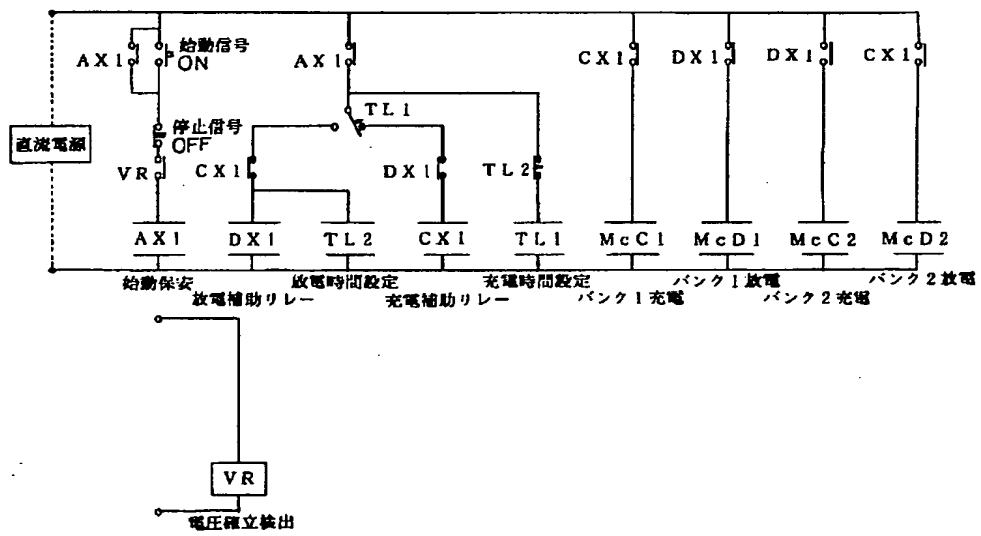 始動信号
ON
AX1
AX1
CX1
DX1
DX1
CX1
TL1
停止信号
OFF
直流電源
VR
CX1
DX1
TL2
AX1
DX1
TL2
CX1
TL1
McC1
McD1
McC2
McD2
始動保安
放電時間設定
充電時間設定
バンク1放電
バンク2放電
放電補助リレー
充電補助リレー
バンク1充電
バンク2充電
VR
電圧確立検出